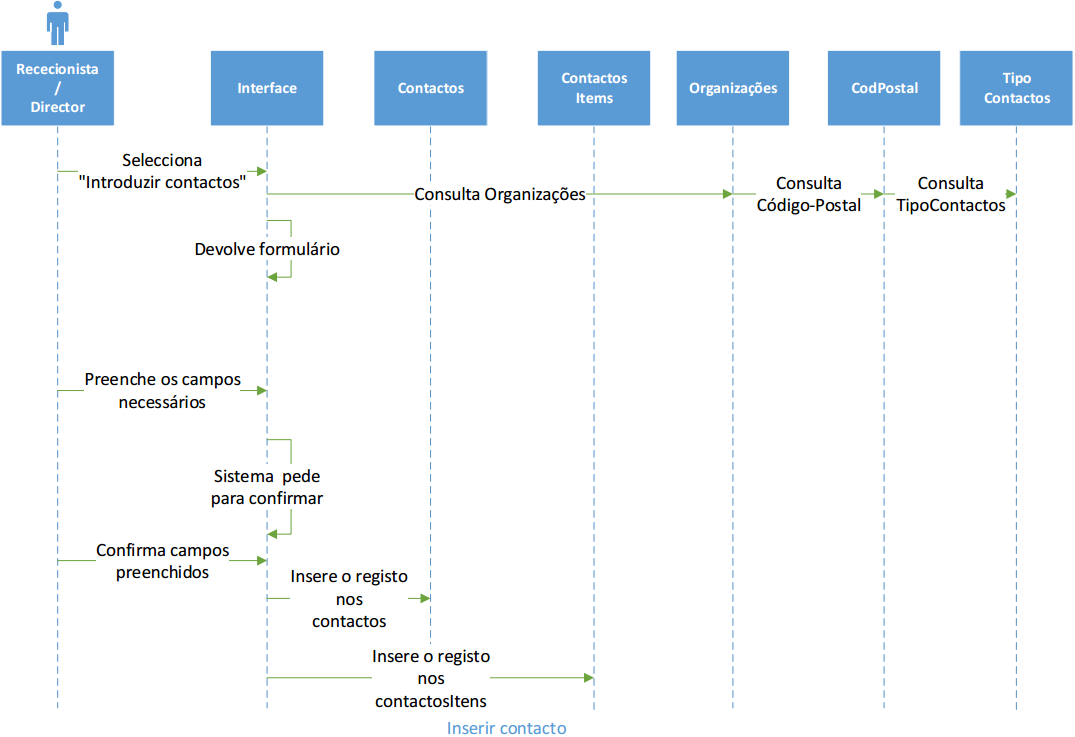 Rececionista
/
Director
Interface
Contactos
Contactos
Items
Organizações
CodPostal
Tipo
Contactos
Selecciona
"Introduzir contactos"
Consulta Organizações
Consulta
Código-Postal
Consulta
TipoContactos
Devolve formulário
Preenche os campos
necessários
Sistema pede
para confirmar
Confirma campos
preenchidos
Insere o registo
nos
contactos
Insere o registo
nos
contactosItens
Inserir contacto